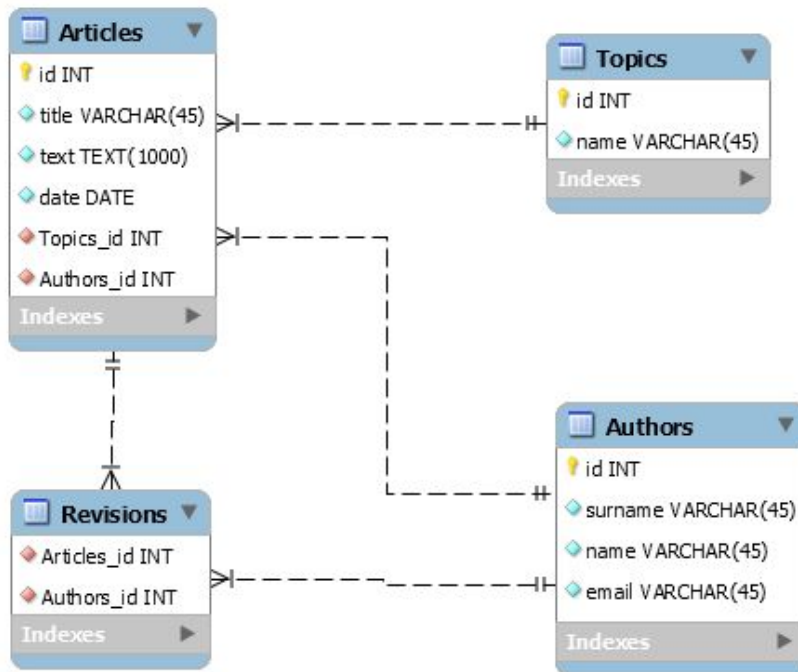 Articles
id INT
title VARCHAR(45)
text TEXT(1000)
date DATE
Topics_id INT
Authors_id INT
Indexes
Topics
id INT
name VARCHAR(45)
Indexes
Revisions
Articles_id INT
Authors_id INT
Indexes
Authors
id INT
surname VARCHAR(45)
name VARCHAR(45)
email VARCHAR(45)
Indexes